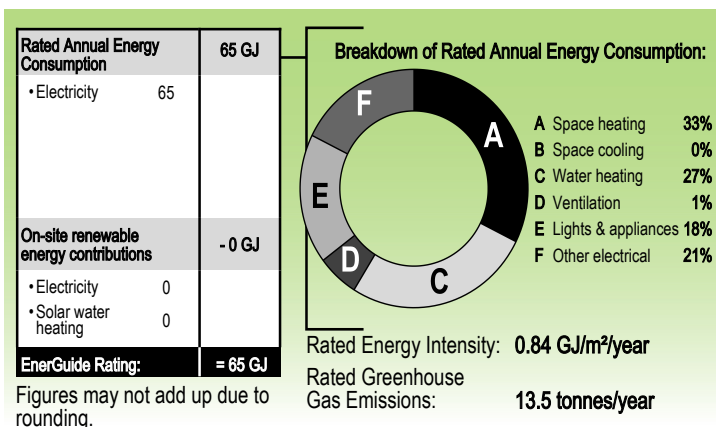 Rated Annual Energy Consumption 65 GJ
• Electricity 65
On-site renewable energy contributions - 0 GJ
• Electricity 0
• Solar water heating 0
EnerGuide Rating: = 65 GJ
Figures may not add up due to
rounding.
Breakdown of Rated Annual Energy Consumption:
A
C
D
E
F
A Space heating 33%
B Space cooling 0%
C Water heating 27%
D Ventilation 1%
E Lights & appliances 18%
F Other electrical 21%
Rated Energy Intensity: 0.84 GJ/m²/year
Rated Greenhouse
Gas Emissions: 13.5 tonnes/year